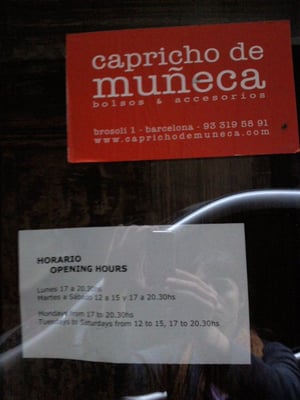 capricho de
muñeca
bolsos & accesorios
brosoli 1 - barcelona - 93 319 58 91
www.caprichodemuneca.com
HORARIO
OPENING HOURS
Lunes 17 a 20.30hs
Martes a Sábado 12 a 15 y 17 a 20.30hs
Mondays from 17 to 20.30hs
Tuesdays to Saturdays from 12 to 15, 17 to 20.30hs